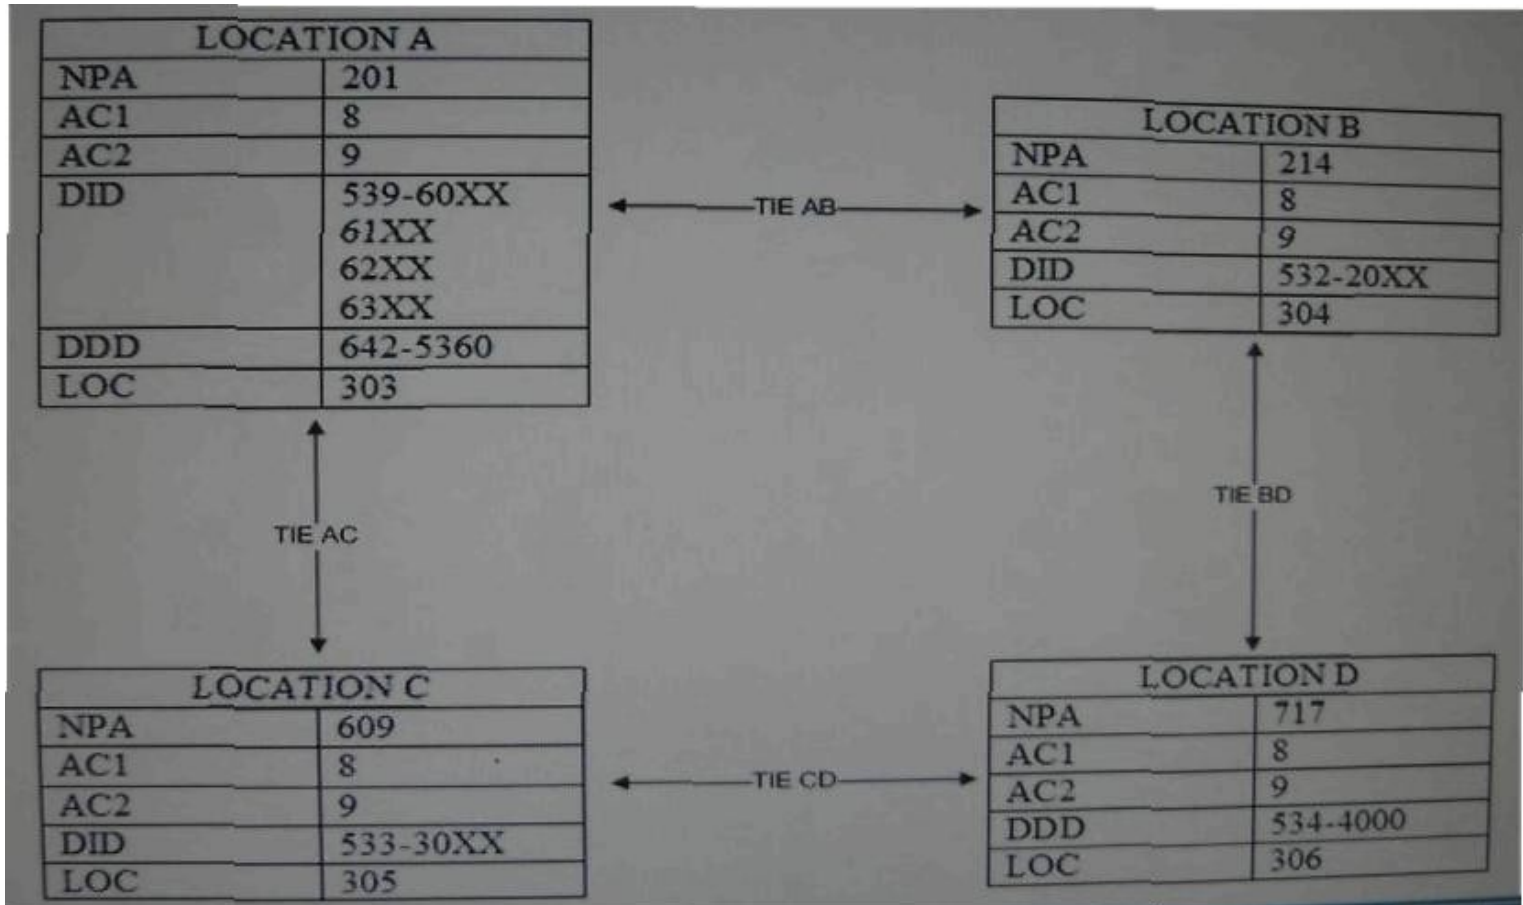 LOCATION A
NPA 201
AC1 8
AC2 9
DID 539-60XX
61XX
62XX
63XX
DDD 642-5360
LOC 303
TIE AB
LOCATION B
NPA 214
AC1 8
AC2 9
DID 532-20XX
LOC 304
TIE AC
TIE BD
LOCATION C
NPA 609
AC1 8
AC2 9
DID 533-30XX
LOC 305
TIE CD
LOCATION D
NPA 717
AC1 8
AC2 9
DDD 534-4000
LOC 306